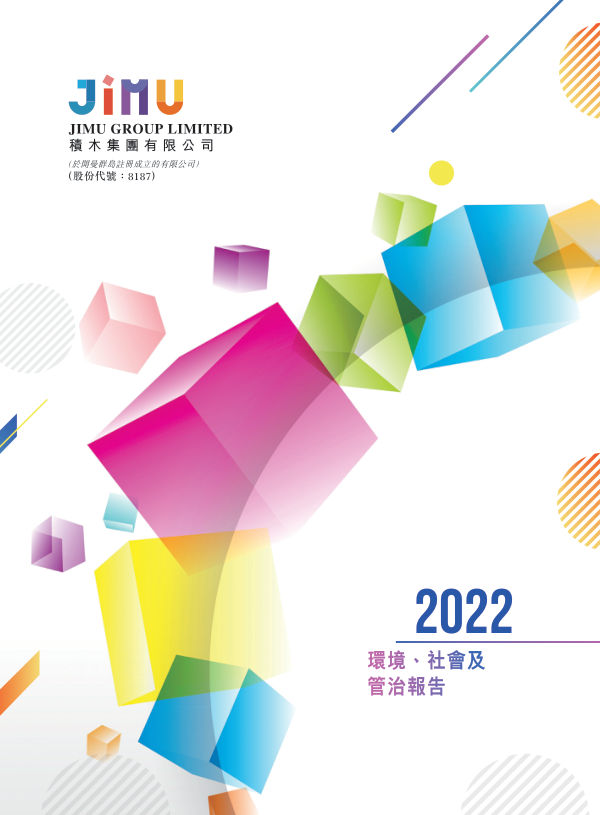 JiMU
JIMU GROUP LIMITED
積木集團有限公司
(於開曼群島註冊成立的有限公司)
(股份代號：8187)
2022
環境、社會及
管治報告